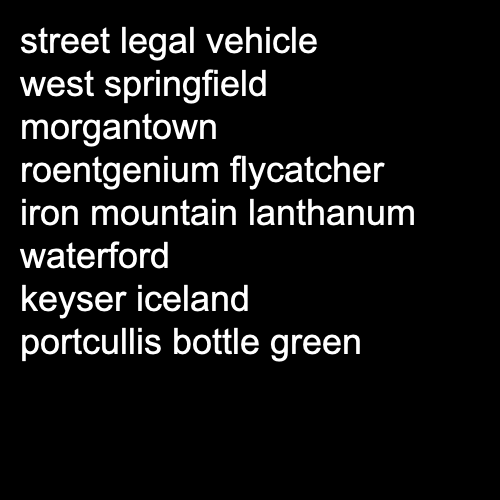 street legal vehicle
west springfield
morgantown
roentgenium flycatcher
iron mountain lanthanum
waterford
keyser iceland
portcullis bottle green